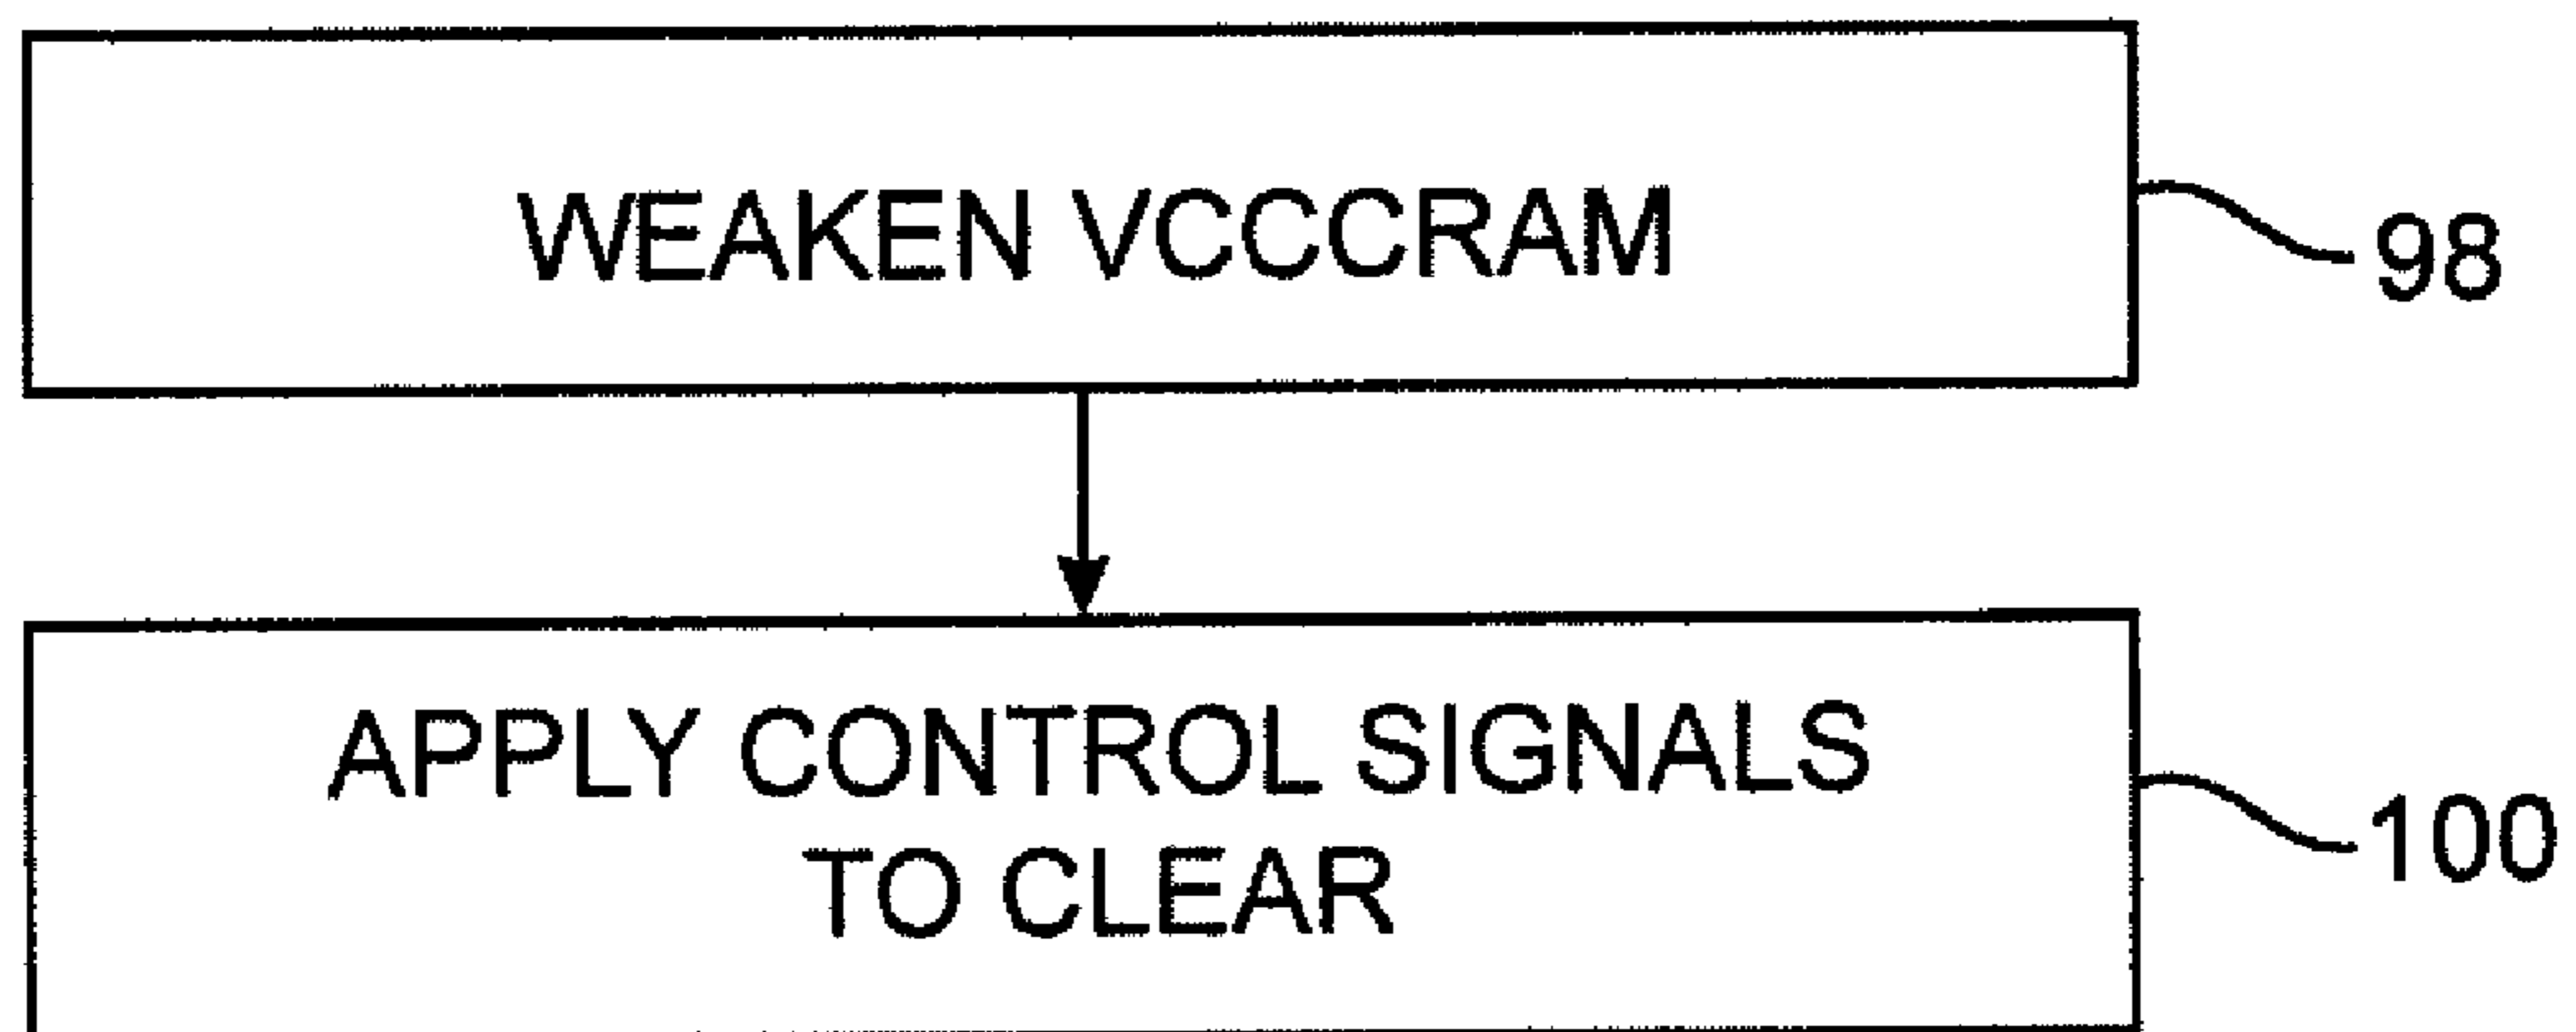 WEAKEN VCCCRAM
98
APPLY CONTROL SIGNALS
TO CLEAR
100